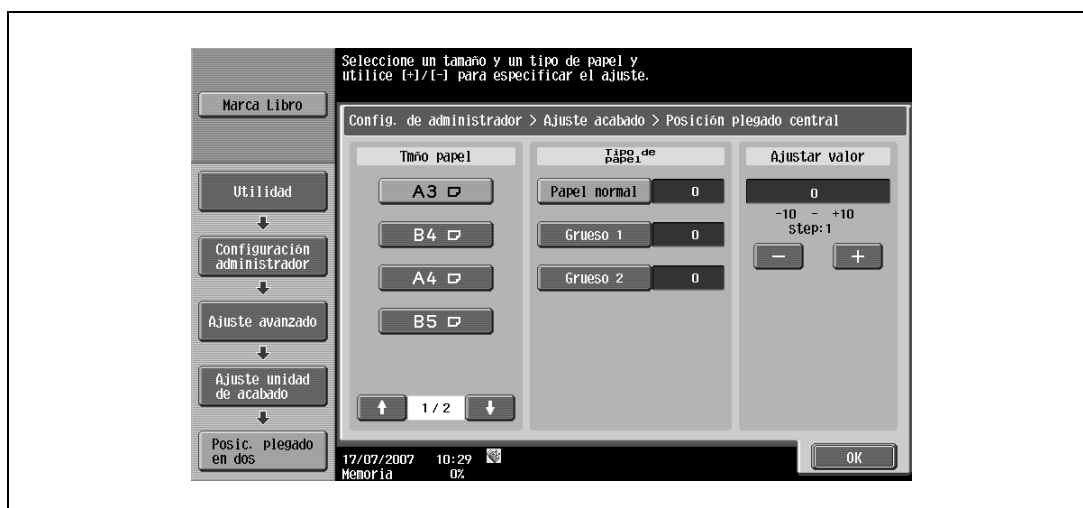 Seleccione un tamaño y un tipo de papel y
utilice [+]/[-] para especificar el ajuste.
Marca Libro
Config. de administrador > Ajuste acabado > Posición plegado central
Tmño papel
Tipo de
papel
Ajustar valor
Utilidad
A3
Papel normal 0
0
-10 - +10
step:1
Configuración
administrador
B4
Grueso 1 0
- +
A4
Grueso 2 0
Ajuste avanzado
B5
Ajuste unidad
de acabado
1/2
Posic. plegado
en dos
17/07/2007 10:29
Memoria 0%
OK